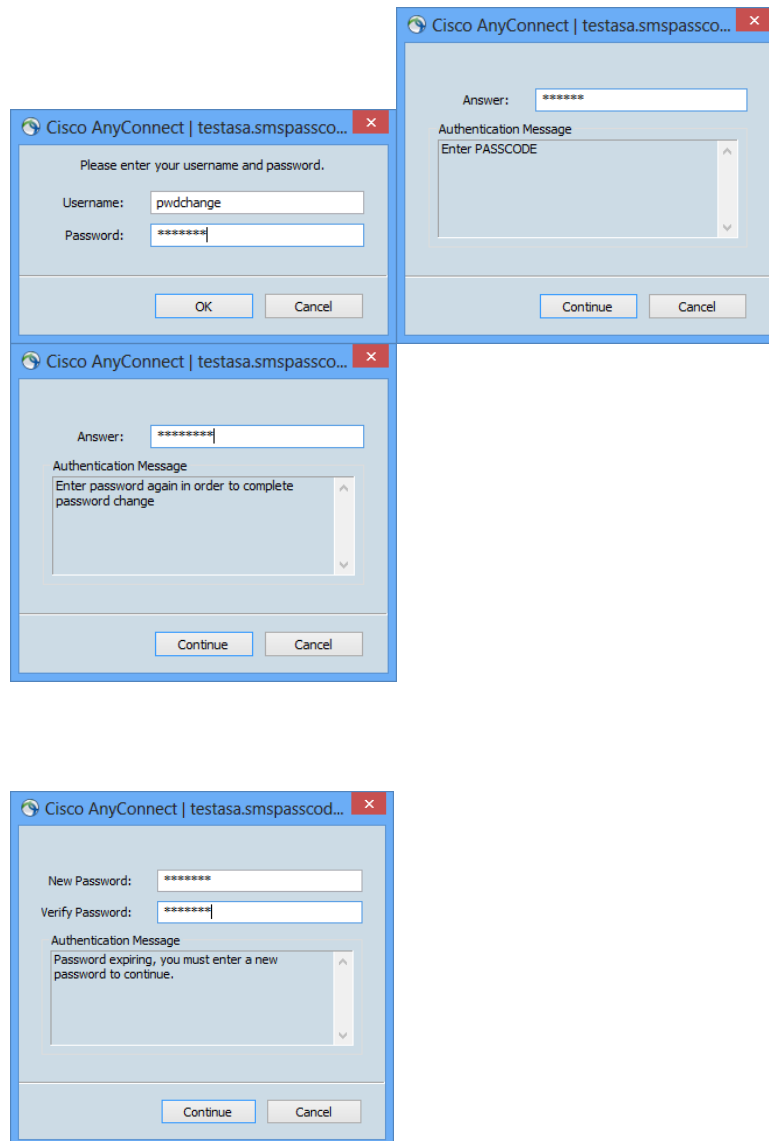 Cisco AnyConnect | testasa.smspassco...
Please enter your username and password.
Username: pwdchange
Password: *******
OK Cancel
Cisco AnyConnect | testasa.smspassco...
Answer: ******
Authentication Message
Enter PASSCODE
Continue Cancel
Cisco AnyConnect | testasa.smspassco...
Answer: ********
Authentication Message
Enter password again in order to complete
password change
Continue Cancel
Cisco AnyConnect | testasa.smspasscod...
New Password: *******
Verify Password: *******
Authentication Message
Password expiring, you must enter a new
password to continue.
Continue Cancel